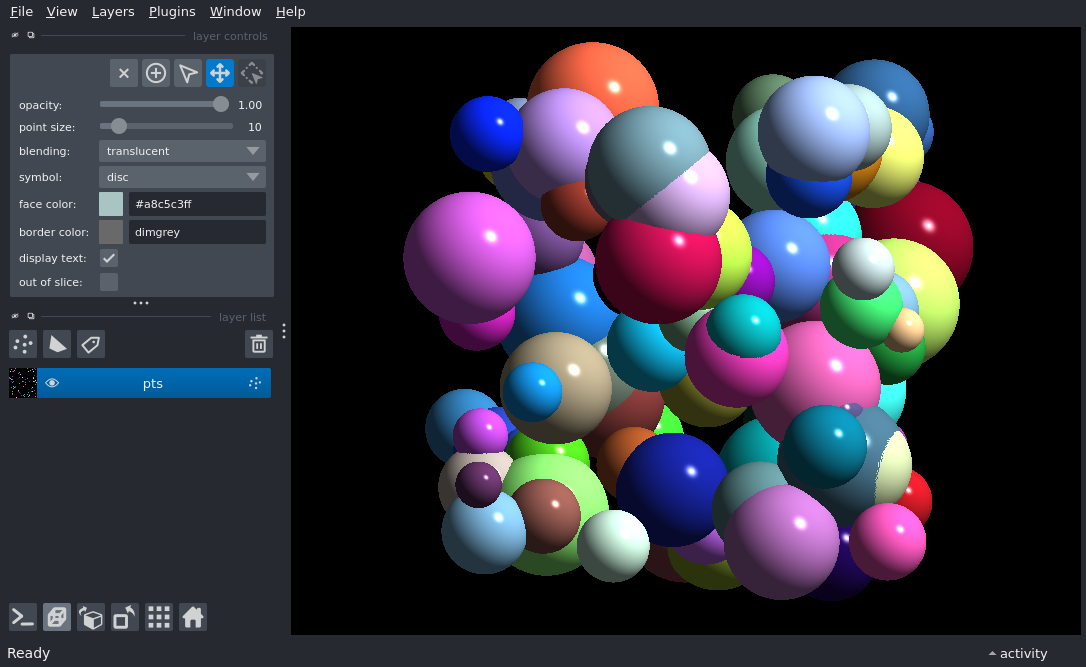 File View Layers Plugins Window Help
layer controls
opacity: 1.00
point size: 10
blending: translucent
symbol: disc
face color: #a8c5c3ff
border color: dimgrey
display text:
out of slice:
layer list
pts
Ready
activity